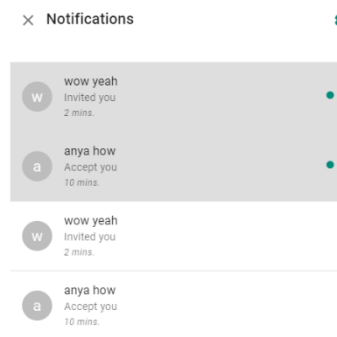 Notifications
w
wow yeah
Invited you
2 mins.
a
anya how
Accept you
10 mins.
w
wow yeah
Invited you
2 mins.
a
anya how
Accept you
10 mins.